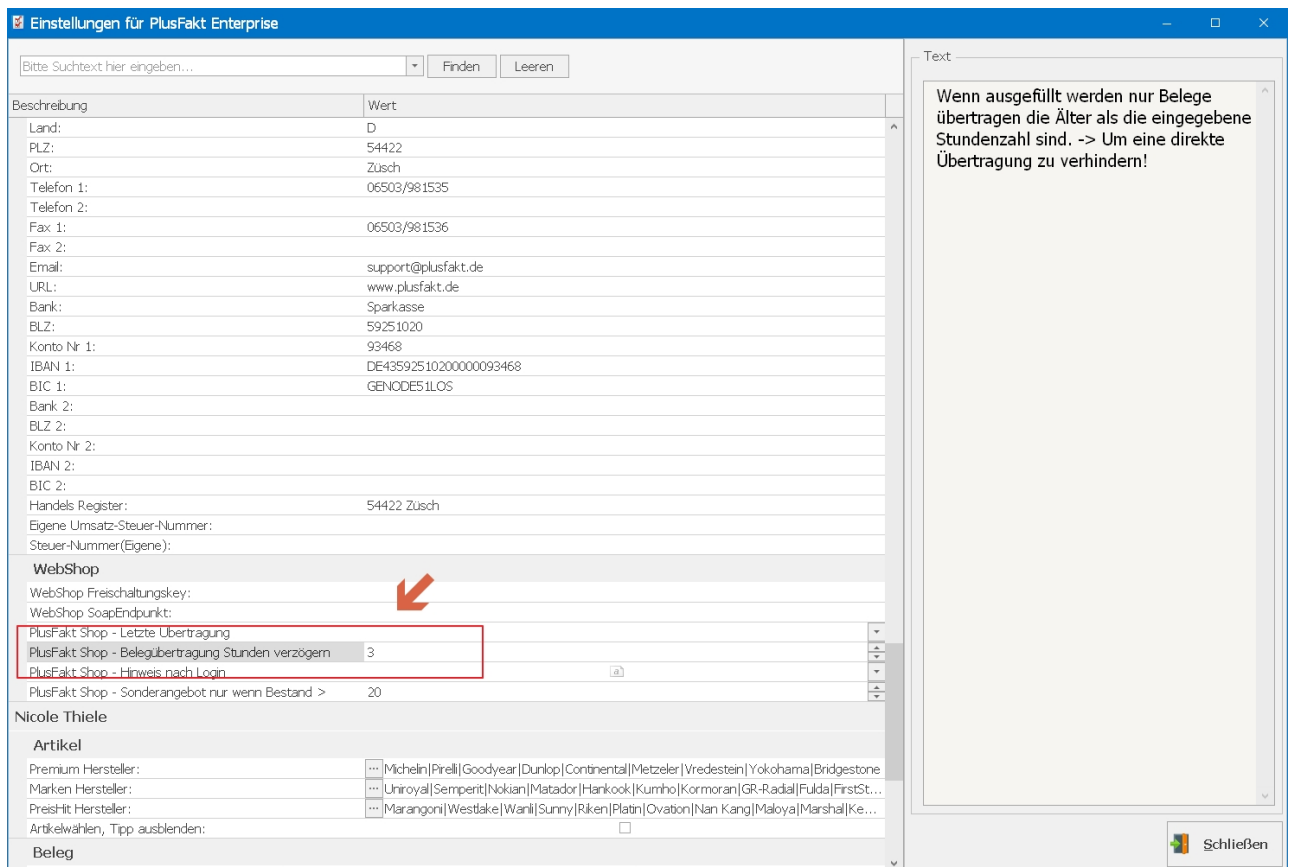 Einstellungen für PlusFakt Enterprise
Bitte Suchtext hier eingeben...
Finden
Leeren
Beschreibung Wert
Land: D
PLZ: 54422
Ort: Züsch
Telefon 1: 06503/981535
Telefon 2:
Fax 1: 06503/981536
Fax 2:
Email: support@plusfakt.de
URL: www.plusfakt.de
Bank: Sparkasse
BLZ: 59251020
Konto Nr 1: 93468
IBAN 1: DE43592510200000093468
BIC 1: GENODE51LOS
Bank 2:
BLZ 2:
Konto Nr 2:
IBAN 2:
BIC 2:
Handels Register: 54422 Züsch
Eigene Umsatz-Steuer-Nummer:
Steuer-Nummer(Eigene):
WebShop
WebShop Freischaltungskey:
WebShop SoapEndpunkt:
PlusFakt Shop - Letzte Übertragung
PlusFakt Shop - Belegübertragung Stunden verzögern 3
PlusFakt Shop - Hinweis nach Login a
PlusFakt Shop - Sonderangebot nur wenn Bestand > 20
Nicole Thiele
Artikel
Premium Hersteller: ... Michelin|Pirelli|Goodyear|Dunlop|Continental|Metzeler|Vredestein|Yokohama|Bridgestone
Marken Hersteller: ... Uniroyal|Semperit|Nokian|Matador|Hankook|Kumho|Kormoran|GR-Radial|Fulda|FirstSt...
PreisHit Hersteller: ... Marangoni|Westlake|Wanli|Sunny|Riken|Platin|Ovation|Nan Kang|Maloya|Marshal|Ke...
Artikelwählen, Tipp ausblenden:
Beleg
Text
Wenn ausgefüllt werden nur Belege
übertragen die Älter als die eingegebene
Stundenzahl sind. -> Um eine direkte
Übertragung zu verhindern!
Schließen